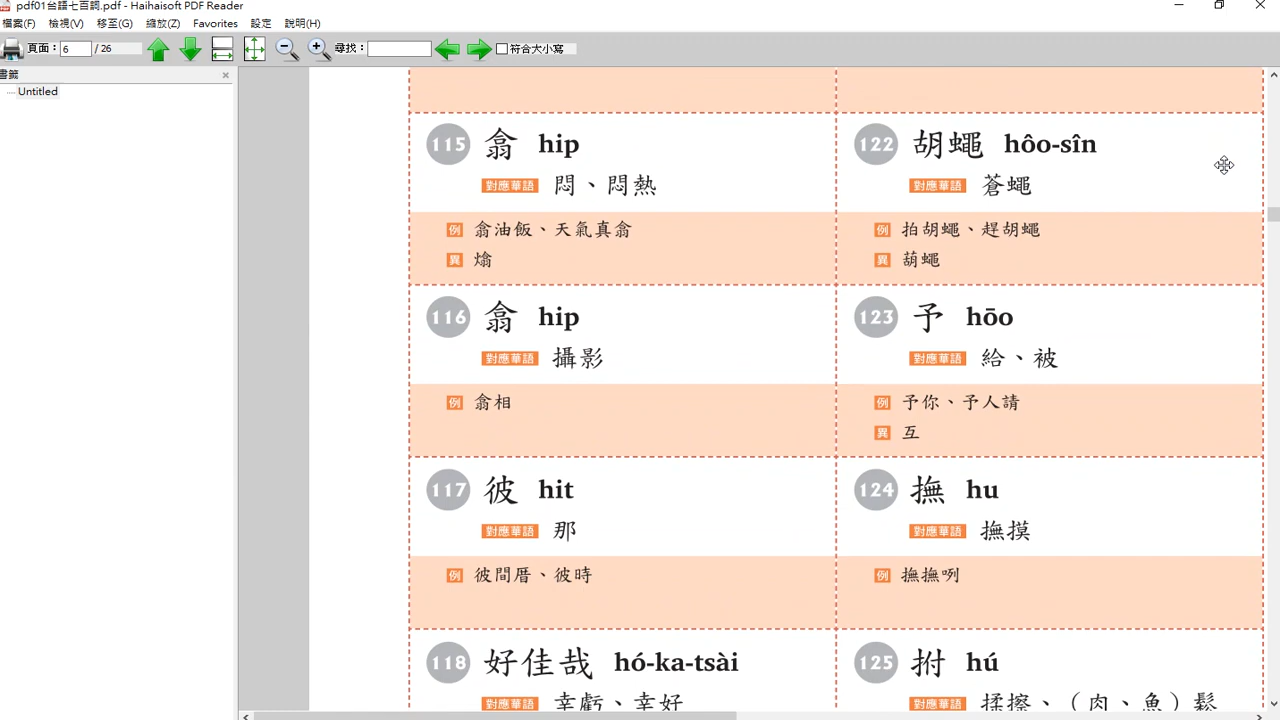 pdf01台語七百詞.pdf - Haihaisoft PDF Reader
檔案(F) 檢視(V) 移至(G) 縮放(Z) Favorites 設定 說明(H)
頁面: 6 / 26 尋找: 符合大小寫
書籤
Untitled
115 翕 hip
對應華語 悶、悶熱
例 翕油飯、天氣真翕
異 熻
116 翕 hip
對應華語 攝影
例 翕相
117 彼 hit
對應華語 那
例 彼間厝、彼時
118 好佳哉 hó-ka-tsài
對應華語 幸虧、幸好
122 胡蠅 hôo-sîn
對應華語 蒼蠅
例 拍胡蠅、趕胡蠅
異 葫蠅
123 予 hōo
對應華語 給、被
例 予你、予人請
異 互
124 撫 hu
對應華語 撫摸
例 撫撫咧
125 拊 hú
對應華語 揉擦、（肉、魚）鬆